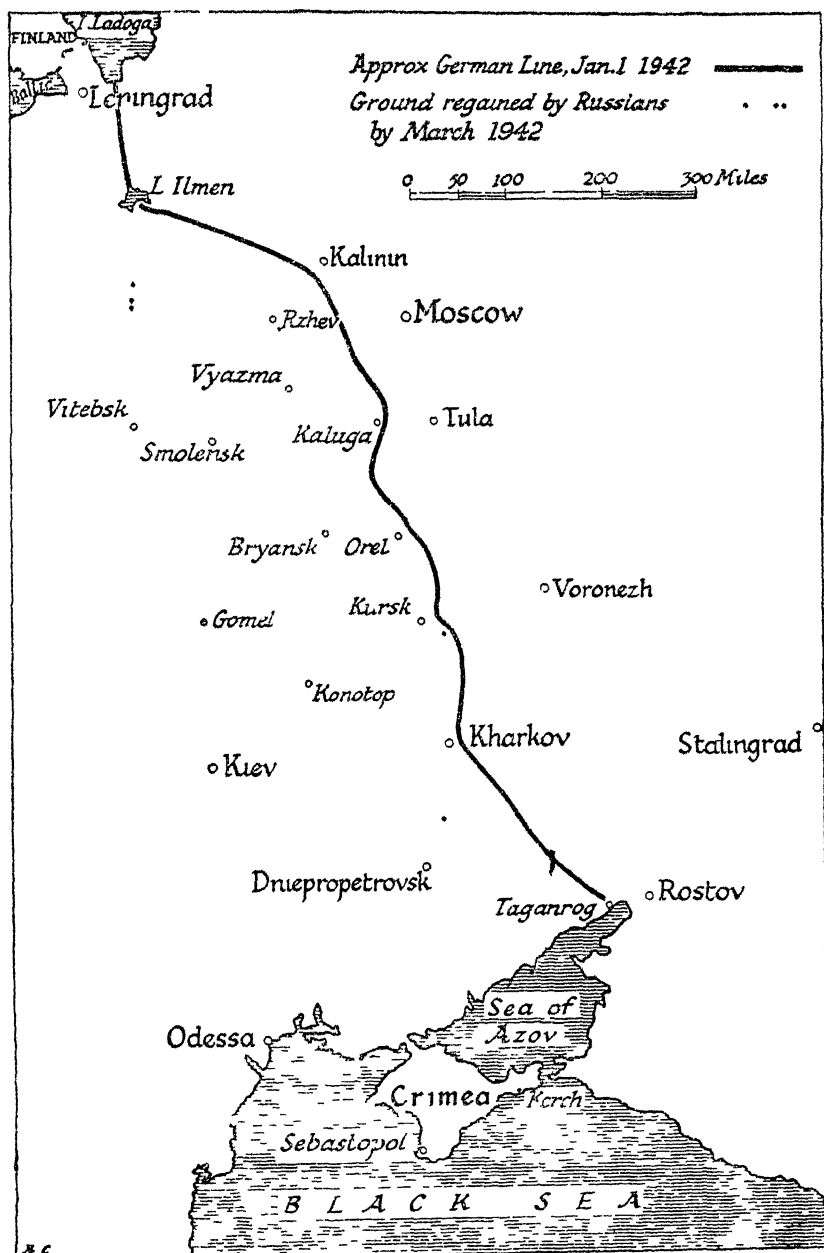 L Ladoga
FINLAND
Baltic
Leningrad
Approx German Line, Jan. 1 1942
Ground regained by Russians
by March 1942
0 50 100 200 300 Miles
L Ilmen
Kalinin
Rzhev
Moscow
Vyazma
Vitebsk
Kaluga
Tula
Smolensk
Bryansk
Orel
Voronezh
Gomel
Kursk
Konotop
Kharkov
Stalingrad
Kiev
Dniepropetrovsk
Taganrog
Rostov
Sea of
Azov
Odessa
Crimea
Kerch
Sebastopol
BLACK SEA